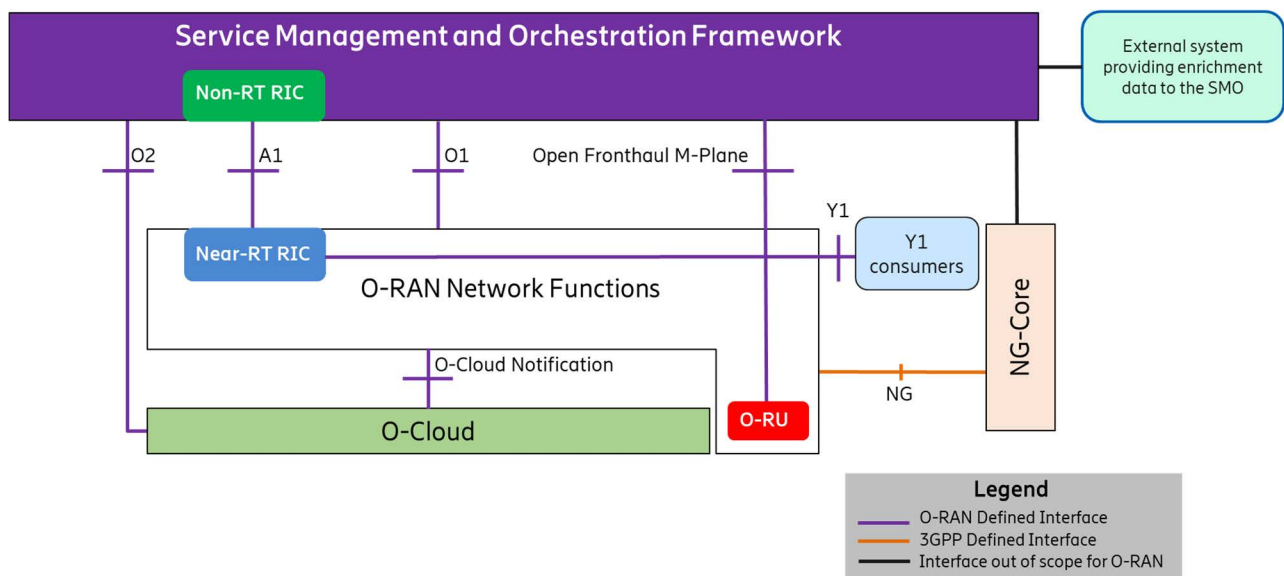 Service Management and Orchestration Framework
External system
providing enrichment
data to the SMO
Non-RT RIC
O2
A1
O1
Open Fronthaul M-Plane
Y1
Near-RT RIC
Y1
consumers
O-RAN Network Functions
NG-Core
O-Cloud Notification
NG
O-RU
O-Cloud
Legend
O-RAN Defined Interface
3GPP Defined Interface
Interface out of scope for O-RAN